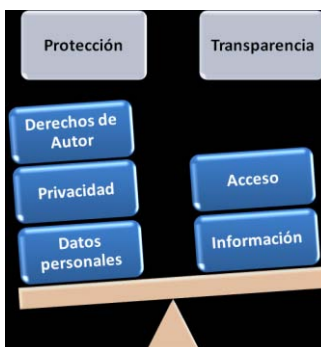 Protección
Transparencia
Derechos de
Autor
Privacidad
Datos
personales
Acceso
Información